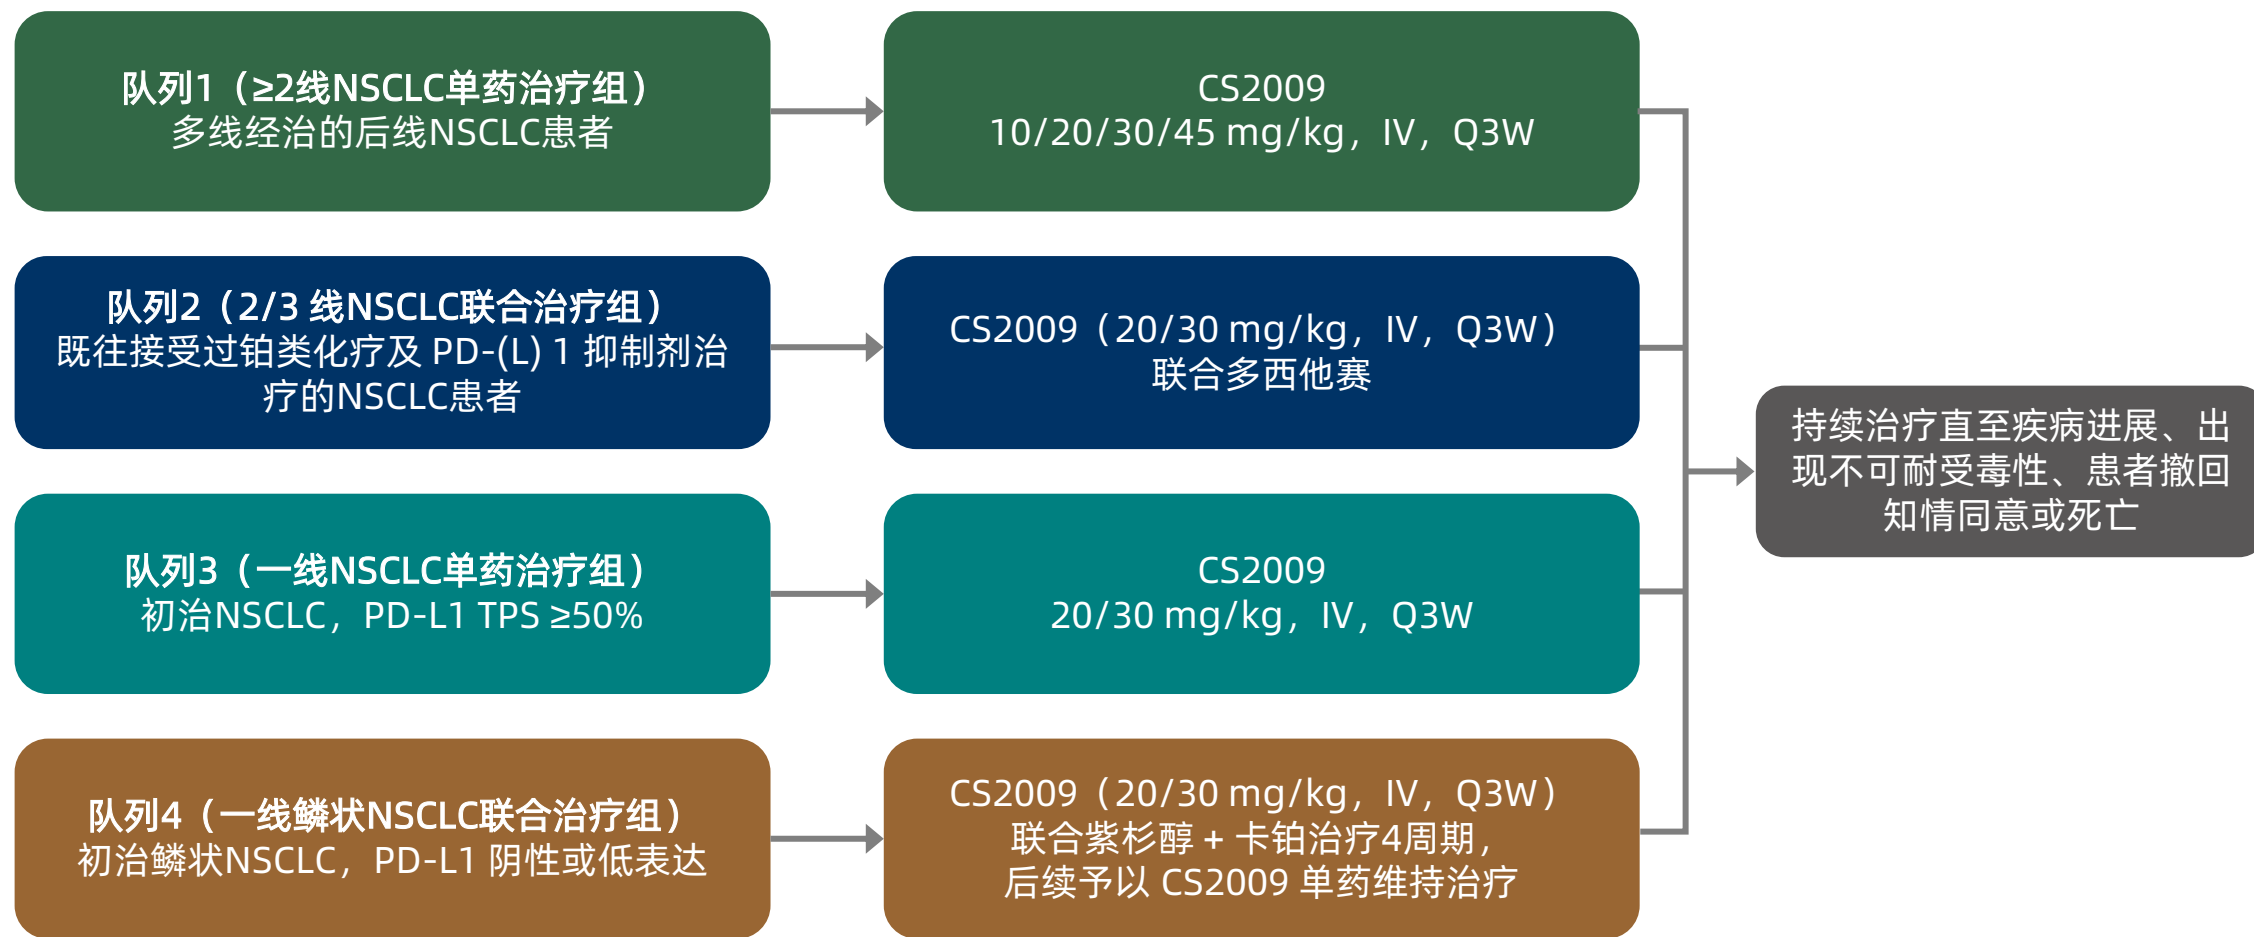 队列1（≥2线NSCLC单药治疗组）
多线经治的后线NSCLC患者
CS2009
10/20/30/45 mg/kg，IV，Q3W
队列2（2/3 线NSCLC联合治疗组）
既往接受过铂类化疗及 PD-(L) 1 抑制剂治
疗的NSCLC患者
CS2009（20/30 mg/kg，IV，Q3W）
联合多西他赛
队列3（一线NSCLC单药治疗组）
初治NSCLC，PD-L1 TPS ≥50%
CS2009
20/30 mg/kg，IV，Q3W
队列4（一线鳞状NSCLC联合治疗组）
初治鳞状NSCLC，PD-L1 阴性或低表达
CS2009（20/30 mg/kg，IV，Q3W）
联合紫杉醇 + 卡铂治疗4周期，
后续予以 CS2009 单药维持治疗
持续治疗直至疾病进展、出
现不可耐受毒性、患者撤回
知情同意或死亡